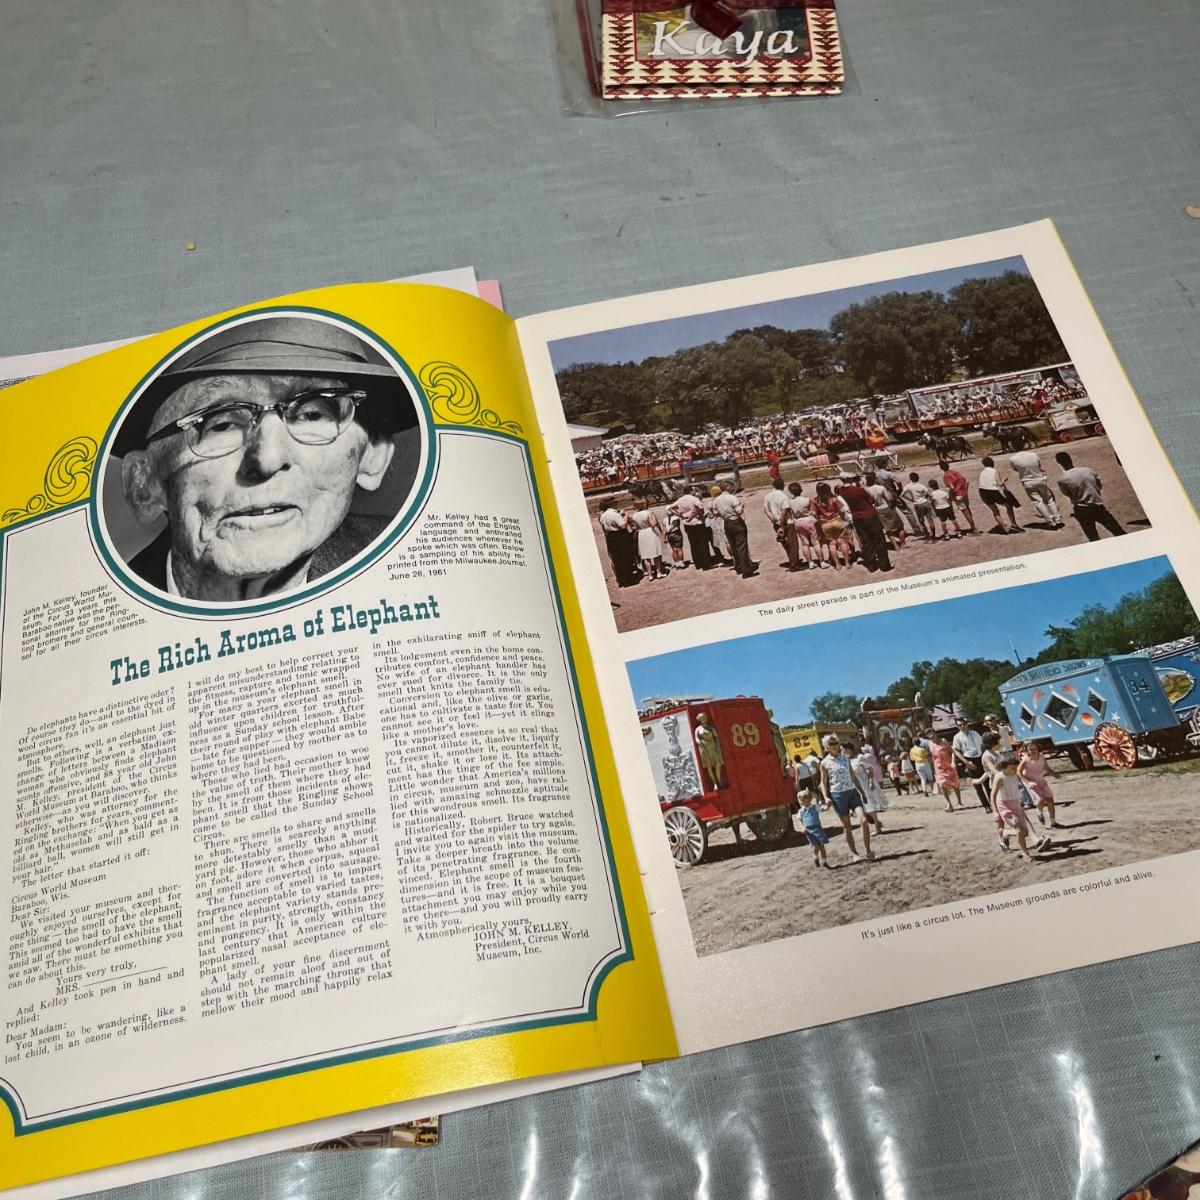 Kaya
John M. Kelley, founder
of the Circus World Mu-
seum. For 33 years this
Baraboo native was the per-
sonal attorney for the Ring-
ling brothers and general coun-
sel for all their circus interests.
Mr. Kelley had a great
command of the English
language and enthralled
his audiences whenever he
spoke which was often. Below
is a sampling of his ability re-
printed from the Milwaukee Journal,
June 28, 1961
The Rich Aroma of Elephant
Do elephants have a distinctive odor?
Of course they do—and to the dyed in
wool circus fan it's an essential bit of
atmosphere.
But to others, well, an elephant just
smells. Following is a verbatim ex-
change of letters between a Madison
woman who obviously finds elephant
scent offensive, and 88 year old John
M. Kelley, president of the Circus
World Museum at Baraboo, who thinks
otherwise—as you will discover.
Kelley, who was attorney for the
Ringling brothers for years, comment-
ed on the exchange: "When you get as
old as Methuselah and as bald as a
billiard ball, women will still get in
your hair."
The letter that started it off:
Circus World Museum
Baraboo, Wis.
Dear Sir:
We visited your museum and thor-
oughly enjoyed ourselves, except for
one thing — the smell of the elephant.
This seemed too bad to have the smell
amid all of the wonderful exhibits that
we saw. There must be something you
can do about this.
Yours very truly,
MRS.
And Kelley took pen in hand and
replied:
Dear Madam:
You seem to be wandering, like a
lost child, in an ozone of wilderness.
I will do my best to help correct your
apparent misunderstanding relating to
the fitness, rapture and tonic wrapped
up in the museum's elephant smell.
For many a year elephant smell in
old winter quarters exerted as much
influence upon children for truthful-
ness as a Sunday school lesson. After
their round of play with elephant Babe
—late for supper — they would amble
home to be questioned by mother as to
where they had been.
Those who lied had occasion to woo
the value of truth. Their mother knew
by the smell of them where they had
been. It is from those incidents of ele-
phant smell that the Ringling shows
came to be called the Sunday School
Circus.
There are smells to share and smells
to shun. There is scarcely anything
more detestably smelly than a mud-
yard pig. However, those who abhor it
on foot, adore it when corpus, squeal
and smell are converted into sausage.
The function of smell is to impart
fragrance acceptable to varied tastes,
and the elephant variety stands pre-
eminent in purity, strength, constancy
and pungency. It is only within the
last century that American culture
popularized nasal acceptance of ele-
phant smell.
A lady of your fine discernment
should not remain aloof and out of
step with the marching throngs that
mellow their mood and happily relax
in the exhilarating sniff of elephant
smell.
Its lodgement even in the home con-
tributes comfort, confidence and peace.
No wife of an elephant handler has
ever sued for divorce. It is the only
smell that knits the family tie.
Conversion to elephant smell is edu-
cational and, like the olive or garlic,
one has to cultivate a taste for it. You
cannot see it or feel it—yet it clings
like a mother's love.
Its vaporized essence is so real that
you cannot dilute it, dissolve it, liquify
it, freeze it, smother it, counterfeit it,
cut it, shake it or lose it. Its attach-
ment has the tinge of the fee simple.
Little wonder that America's millions
in circus, museum and zoo, have ral-
lied with amazing schnozzle aptitude
for this wondrous smell. Its fragrance
is nationalized.
Historically, Robert Bruce watched
and waited for the spider to try again.
I invite you to again visit the museum.
Take a deeper breath into the volume
of its penetrating fragrance. Be con-
vinced. Elephant smell is the fourth
dimension in the scope of museum fea-
tures—and it is free. It is a bouquet
attachment you may enjoy while you
are there—and you will proudly carry
it with you.
Atmospherically yours,
JOHN M. KELLEY,
President, Circus World
Museum, Inc.
The daily street parade is part of the Museum's animated presentation.
89
82
BROTHERS SHOWS
34
It's just like a circus lot. The Museum grounds are colorful and alive.